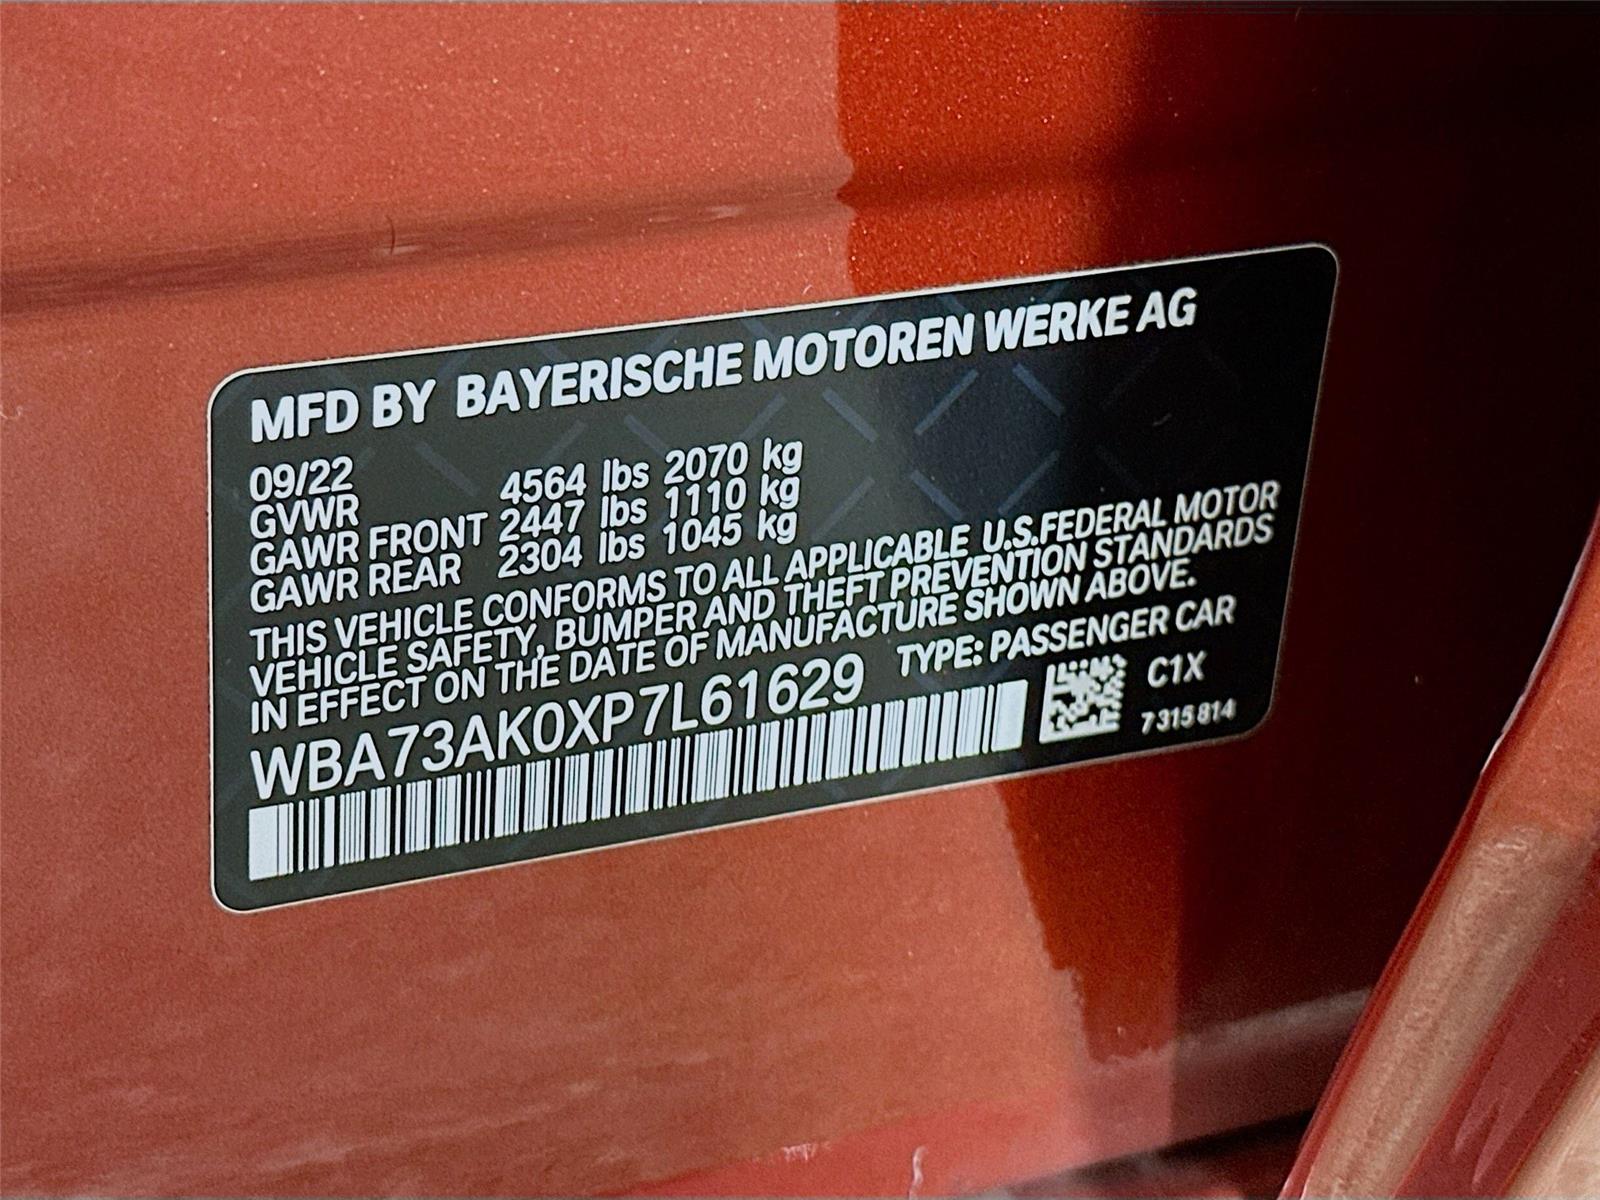 MFD BY BAYERISCHE MOTOREN WERKE AG
09/22
GVWR 4564 lbs 2070 kg
GAWR FRONT 2447 lbs 1110 kg
GAWR REAR 2304 lbs 1045 kg
THIS VEHICLE CONFORMS TO ALL APPLICABLE U.S.FEDERAL MOTOR
VEHICLE SAFETY, BUMPER AND THEFT PREVENTION STANDARDS
IN EFFECT ON THE DATE OF MANUFACTURE SHOWN ABOVE.
WBA73AK0XP7L61629 TYPE: PASSENGER CAR
C1X
7 315 814